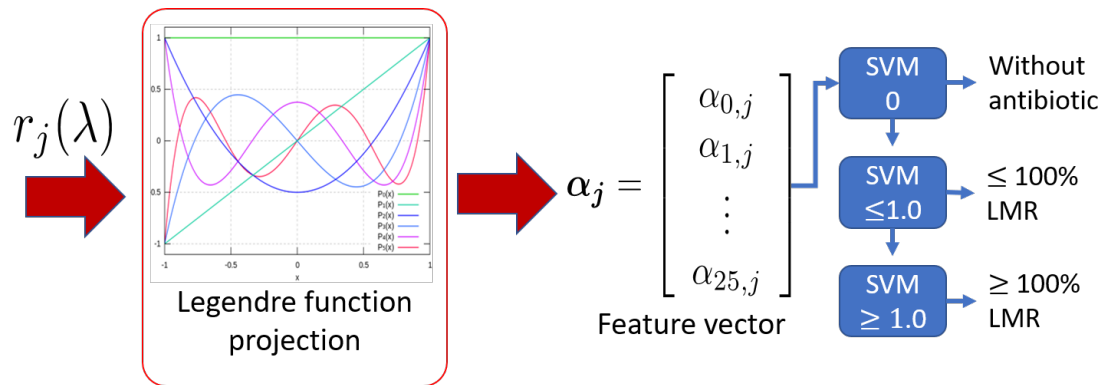 r_j(λ)
1
0.5
0
0.5
-1
-1
-0.5
0
0.5
1
x
P₀(x)
P₁(x)
P₂(x)
P₃(x)
P₄(x)
P₅(x)
Legendre function
projection
α_j =
α_{0,j}
α_{1,j}
⋮
α_{25,j}
Feature vector
SVM
0
Without
antibiotic
SVM
≤1.0
≤ 100%
LMR
SVM
≥ 1.0
≥ 100%
LMR